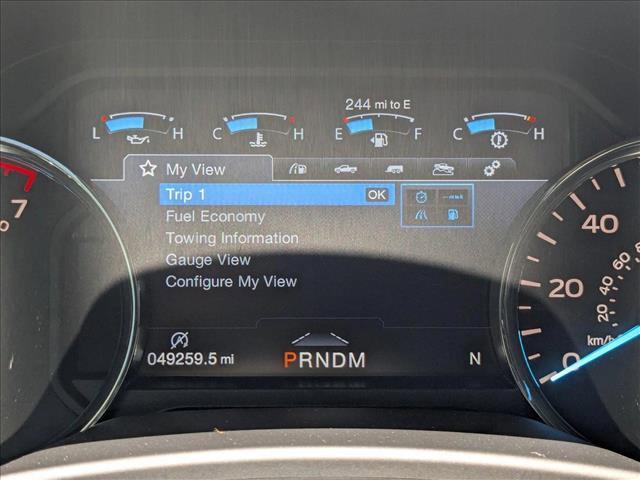 244 mi to E
L H C H E F C H
My View
Trip 1 OK
Fuel Economy
Towing Information
Gauge View
Configure My View
049259.5 mi
PRNDM
N
7
40
20
0
20 40 60 80
km/h